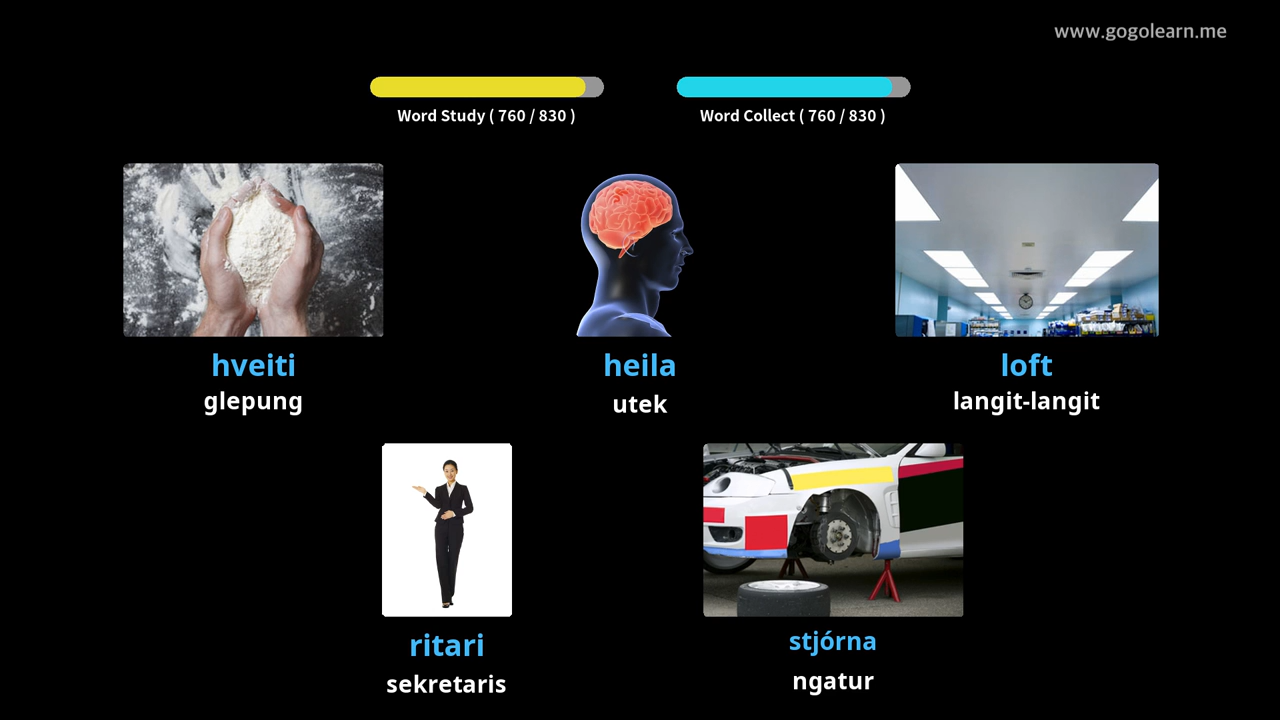 www.gogolearn.me
Word Study ( 760 / 830 )
Word Collect ( 760 / 830 )
hveiti
glepung
heila
utek
loft
langit-langit
ritari
sekretaris
stjórna
ngatur